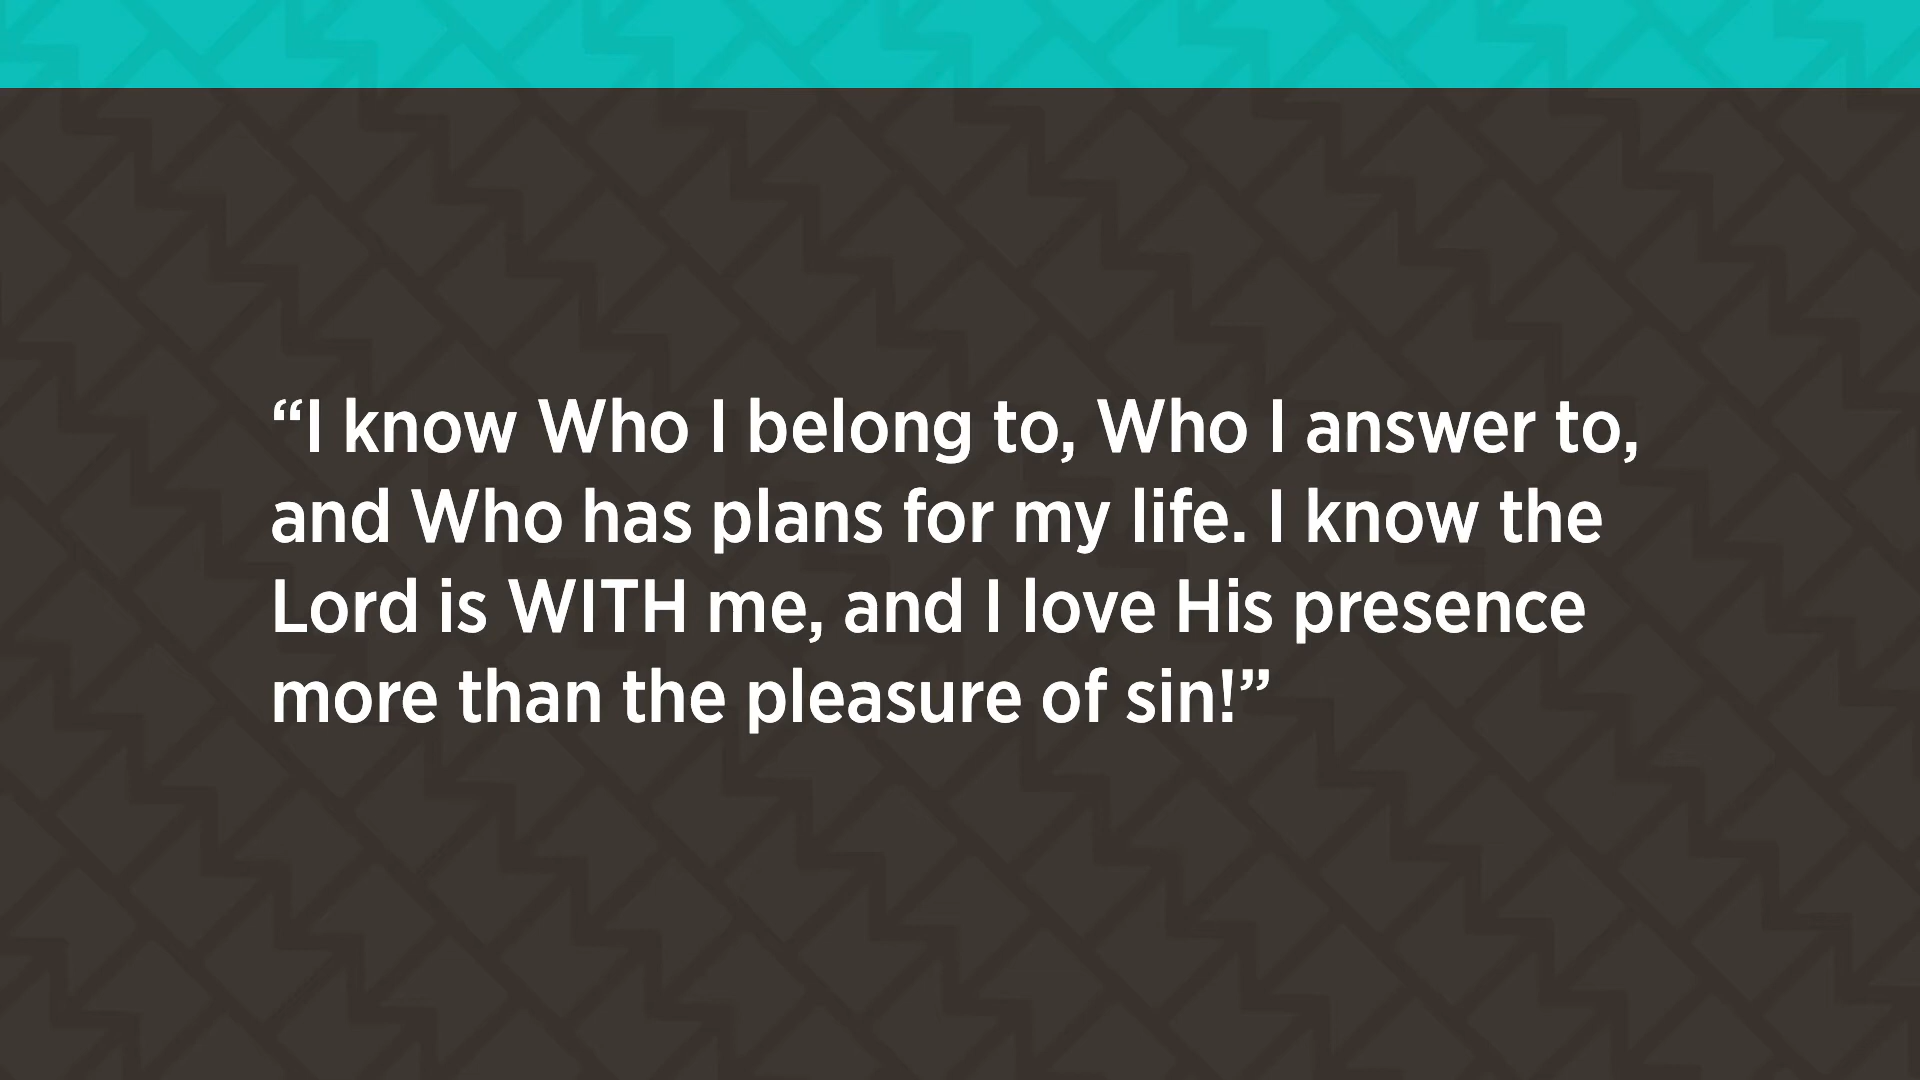 “I know Who I belong to, Who I answer to,
and Who has plans for my life. I know the
Lord is WITH me, and I love His presence
more than the pleasure of sin!”